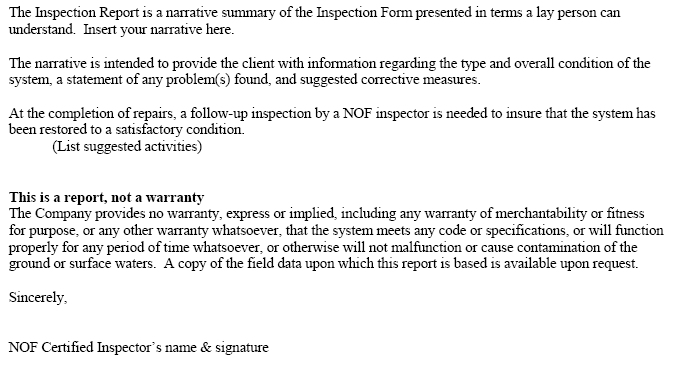 The Inspection Report is a narrative summary of the Inspection Form presented in terms a lay person can
understand.  Insert your narrative here.
The narrative is intended to provide the client with information regarding the type and overall condition of the
system, a statement of any problem(s) found, and suggested corrective measures.
At the completion of repairs, a follow-up inspection by a NOF inspector is needed to insure that the system has
been restored to a satisfactory condition.
(List suggested activities)
This is a report, not a warranty
The Company provides no warranty, express or implied, including any warranty of merchantability or fitness
for purpose, or any other warranty whatsoever, that the system meets any code or specifications, or will function
properly for any period of time whatsoever, or otherwise will not malfunction or cause contamination of the
ground or surface waters.  A copy of the field data upon which this report is based is available upon request.
Sincerely,
NOF Certified Inspector's name & signature